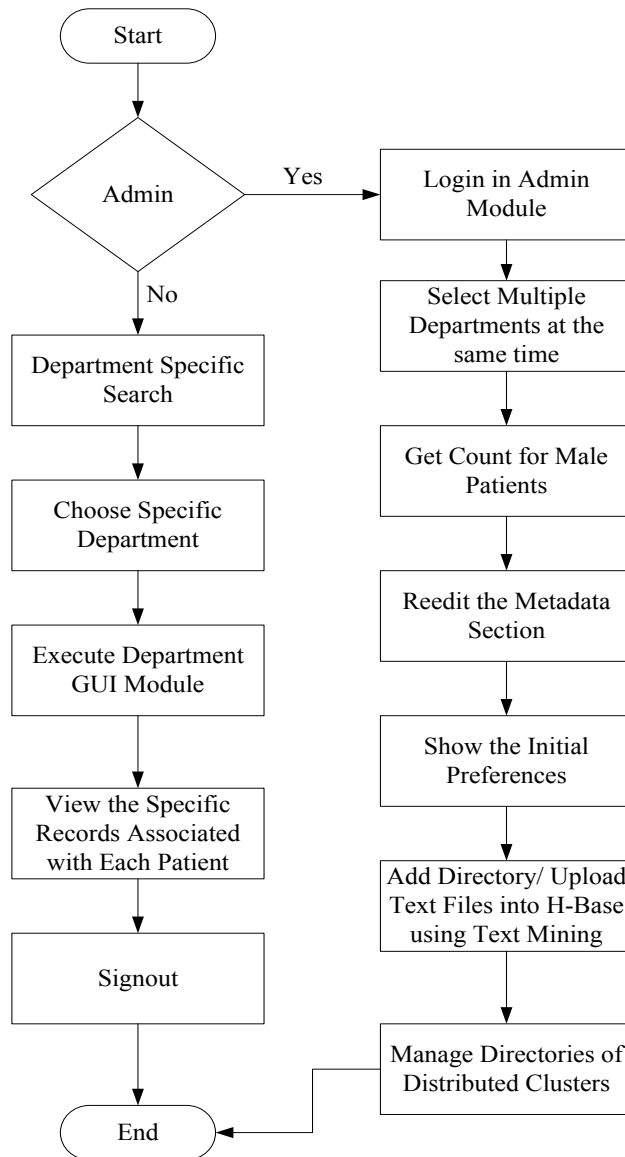 Start
Admin
Yes
No
Department Specific
Search
Choose Specific
Department
Execute Department
GUI Module
View the Specific
Records Associated
with Each Patient
Signout
End
Login in Admin
Module
Select Multiple
Departments at the
same time
Get Count for Male
Patients
Reedit the Metadata
Section
Show the Initial
Preferences
Add Directory/ Upload
Text Files into H-Base
using Text Mining
Manage Directories of
Distributed Clusters